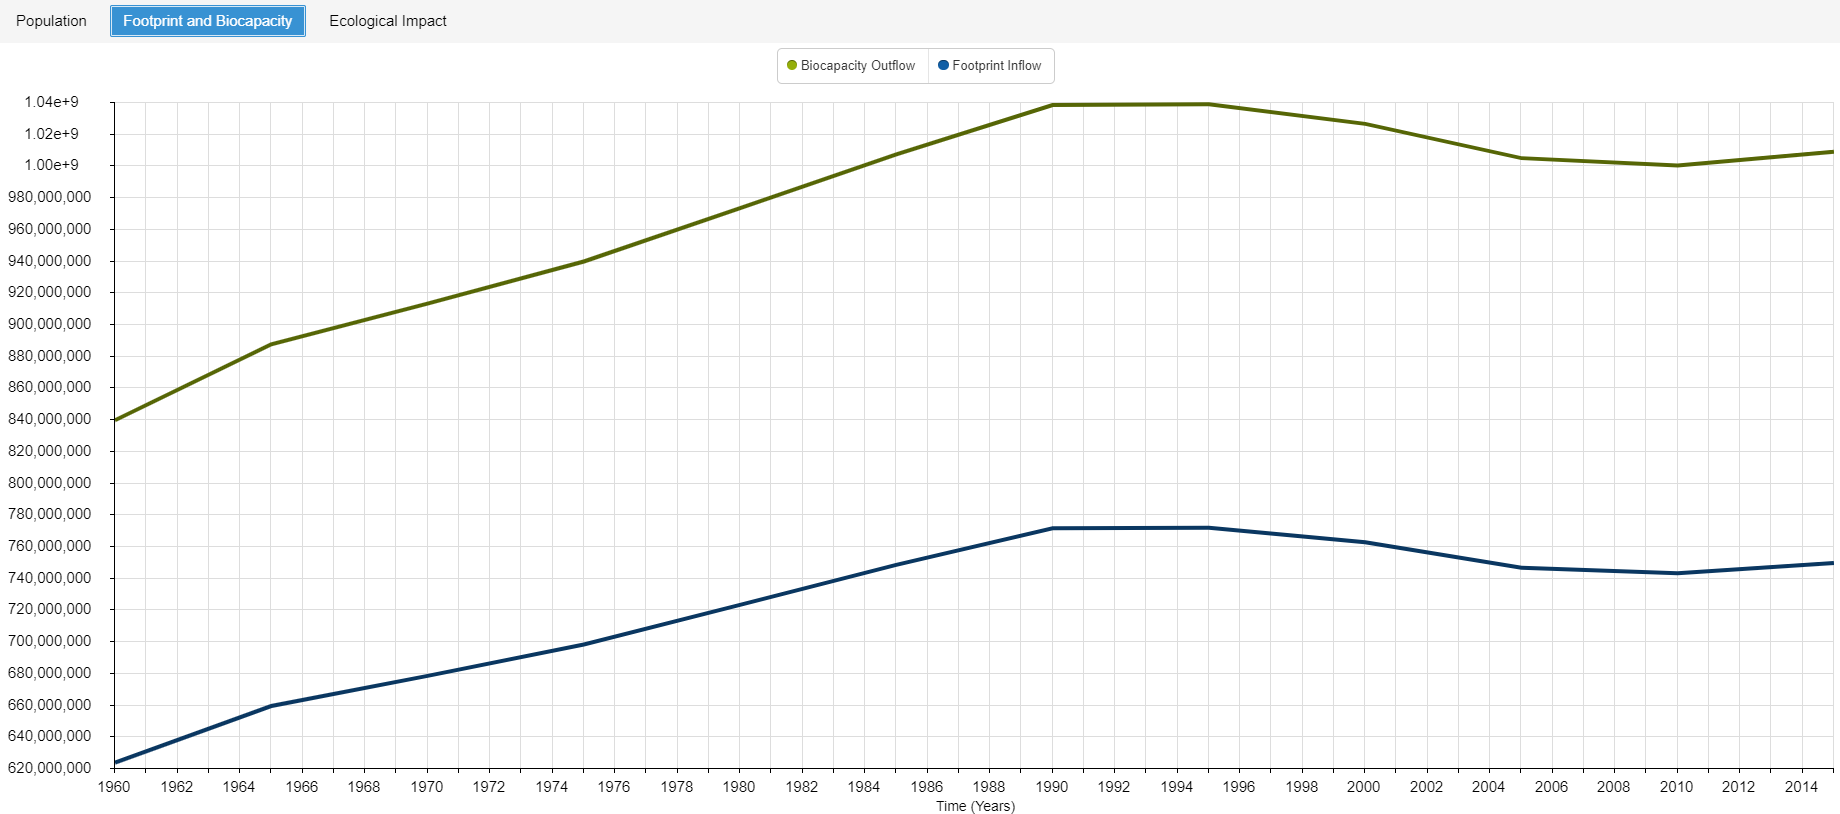 Population Footprint and Biocapacity Ecological Impact
Biocapacity Outflow Footprint Inflow
1.04e+9
1.02e+9
1.00e+9
980,000,000
960,000,000
940,000,000
920,000,000
900,000,000
880,000,000
860,000,000
840,000,000
820,000,000
800,000,000
780,000,000
760,000,000
740,000,000
720,000,000
700,000,000
680,000,000
660,000,000
640,000,000
620,000,000
1960 1962 1964 1966 1968 1970 1972 1974 1976 1978 1980 1982 1984 1986 1988 1990 1992 1994 1996 1998 2000 2002 2004 2006 2008 2010 2012 2014
Time (Years)